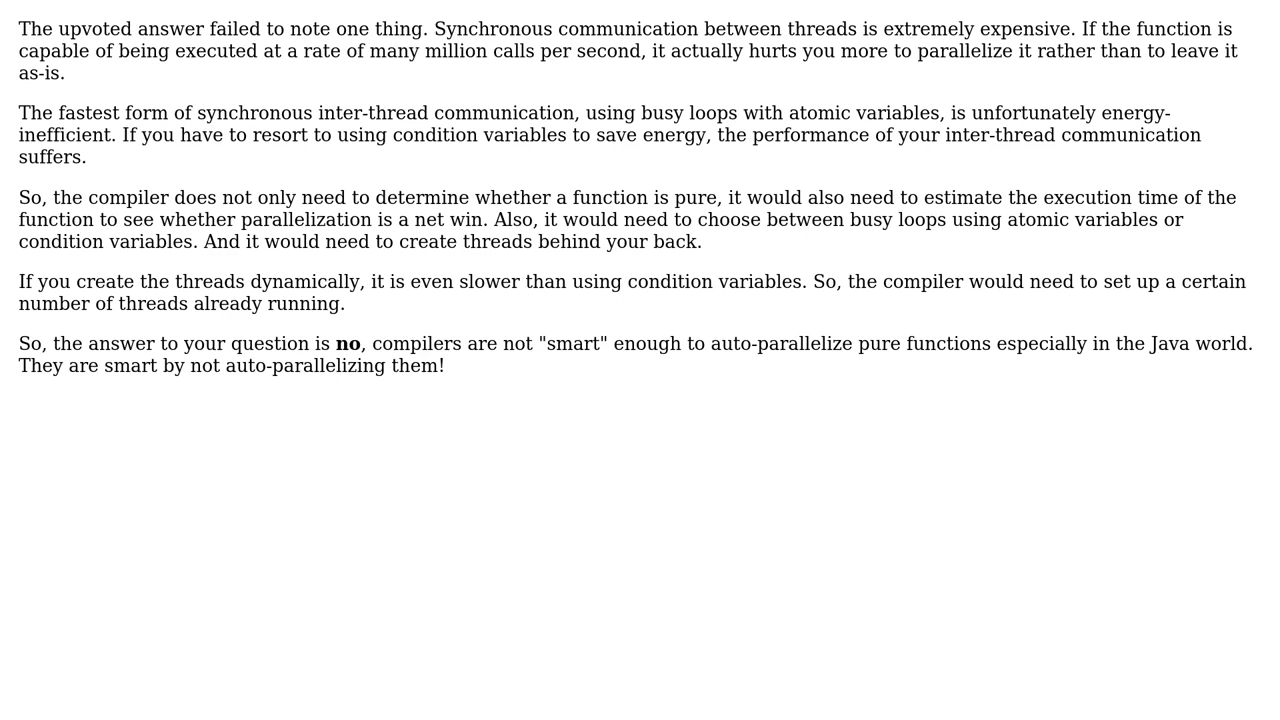 The upvoted answer failed to note one thing. Synchronous communication between threads is extremely expensive. If the function is
capable of being executed at a rate of many million calls per second, it actually hurts you more to parallelize it rather than to leave it
as-is.
The fastest form of synchronous inter-thread communication, using busy loops with atomic variables, is unfortunately energy-
inefficient. If you have to resort to using condition variables to save energy, the performance of your inter-thread communication
suffers.
So, the compiler does not only need to determine whether a function is pure, it would also need to estimate the execution time of the
function to see whether parallelization is a net win. Also, it would need to choose between busy loops using atomic variables or
condition variables. And it would need to create threads behind your back.
If you create the threads dynamically, it is even slower than using condition variables. So, the compiler would need to set up a certain
number of threads already running.
So, the answer to your question is no, compilers are not "smart" enough to auto-parallelize pure functions especially in the Java world.
They are smart by not auto-parallelizing them!